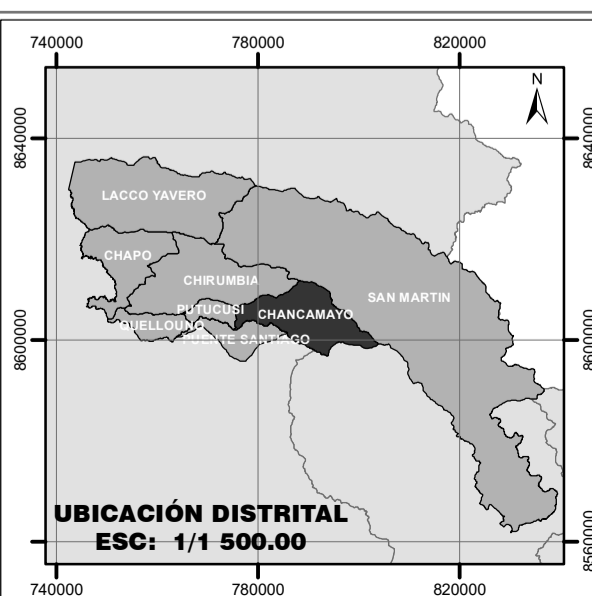 740000 780000 820000
N
8640000 8640000
LACCO YAVERO
CHAPO
CHIRUMBIA
SAN MARTIN
PUTUCUSI
CHANCAMAYO
QUELLOUNO
PUENTE SANTIAGO
8600000 8600000
UBICACIÓN DISTRITAL
ESC: 1/1 500.00
8560000
740000 780000 820000